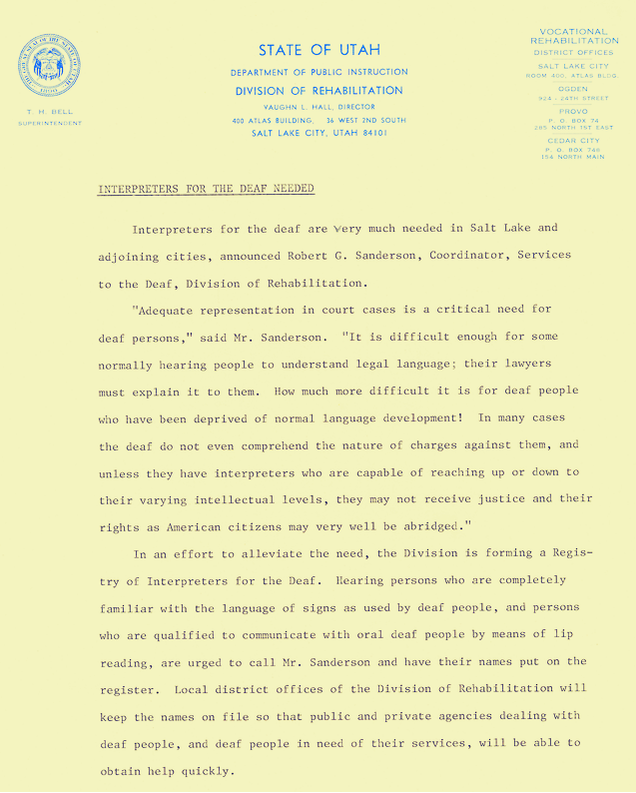 THE GREAT SEAL OF THE STATE OF UTAH
T. H. BELL
SUPERINTENDENT
STATE OF UTAH
DEPARTMENT OF PUBLIC INSTRUCTION
DIVISION OF REHABILITATION
VAUGHN L. HALL, DIRECTOR
400 ATLAS BUILDING, 36 WEST 2ND SOUTH
SALT LAKE CITY, UTAH 84101
VOCATIONAL
REHABILITATION
DISTRICT OFFICES
SALT LAKE CITY
ROOM 400, ATLAS BLDG.
OGDEN
924 - 24TH STREET
PROVO
P. O. BOX 74
285 NORTH 1ST EAST
CEDAR CITY
P. O. BOX 746
154 NORTH MAIN
INTERPRETERS FOR THE DEAF NEEDED
Interpreters for the deaf are very much needed in Salt Lake and
adjoining cities, announced Robert G. Sanderson, Coordinator, Services
to the Deaf, Division of Rehabilitation.
"Adequate representation in court cases is a critical need for
deaf persons," said Mr. Sanderson. "It is difficult enough for some
normally hearing people to understand legal language; their lawyers
must explain it to them. How much more difficult it is for deaf people
who have been deprived of normal language development! In many cases
the deaf do not even comprehend the nature of charges against them, and
unless they have interpreters who are capable of reaching up or down to
their varying intellectual levels, they may not receive justice and their
rights as American citizens may very well be abridged."
In an effort to alleviate the need, the Division is forming a Regis-
try of Interpreters for the Deaf. Hearing persons who are completely
familiar with the language of signs as used by deaf people, and persons
who are qualified to communicate with oral deaf people by means of lip
reading, are urged to call Mr. Sanderson and have their names put on the
register. Local district offices of the Division of Rehabilitation will
keep the names on file so that public and private agencies dealing with
deaf people, and deaf people in need of their services, will be able to
obtain help quickly.